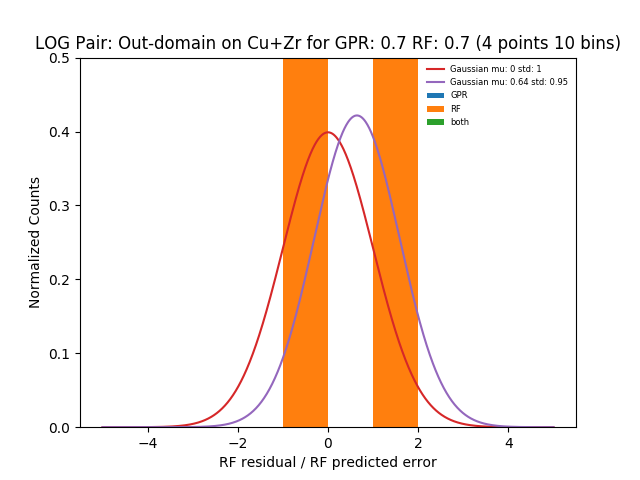 LOG Pair: Out-domain on Cu+Zr for GPR: 0.7 RF: 0.7 (4 points 10 bins)
Gaussian mu: 0 std: 1
Gaussian mu: 0.64 std: 0.95
GPR
RF
both
Normalized Counts
0.5
0.4
0.3
0.2
0.1
0.0
−4 −2 0 2 4
RF residual / RF predicted error